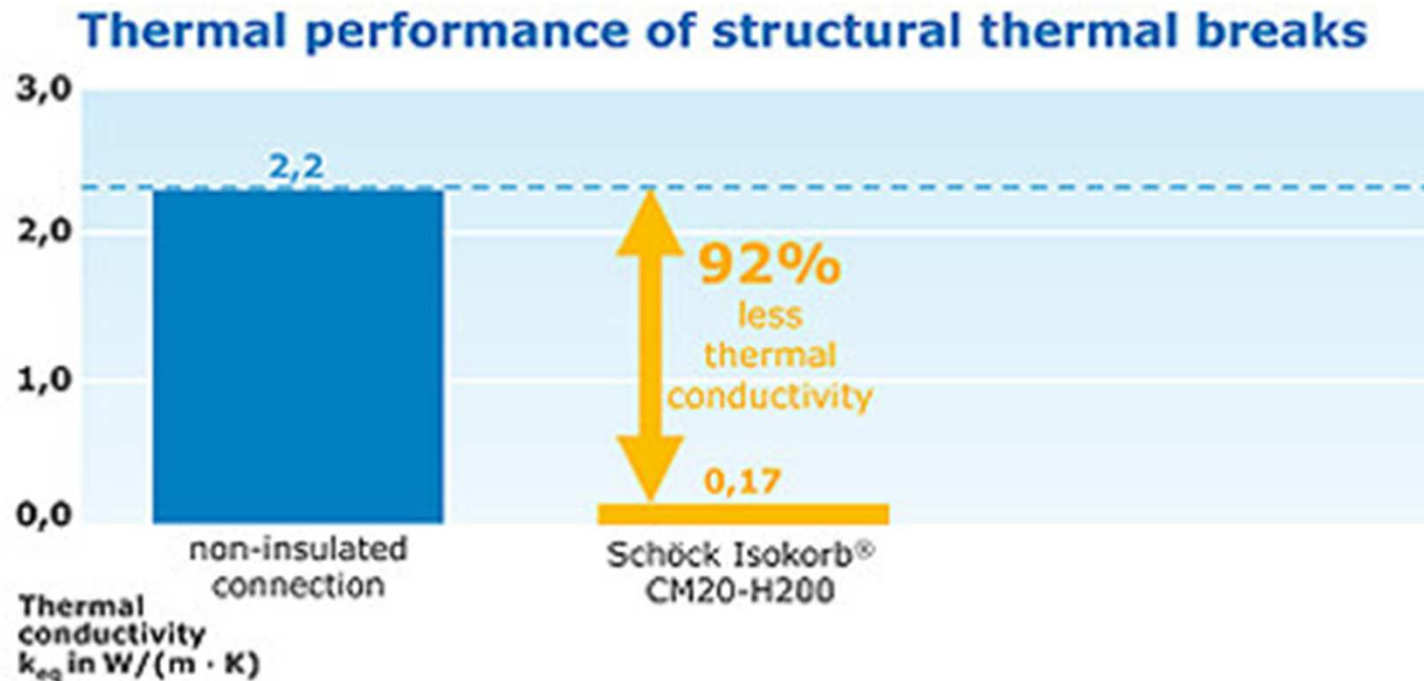 Thermal performance of structural thermal breaks
3,0
2,2
2,0
92%
less
thermal
conductivity
1,0
0,17
0,0
non-insulated
connection
Schöck Isokorb®
CM20-H200
Thermal
conductivity
keq in W/(m · K)